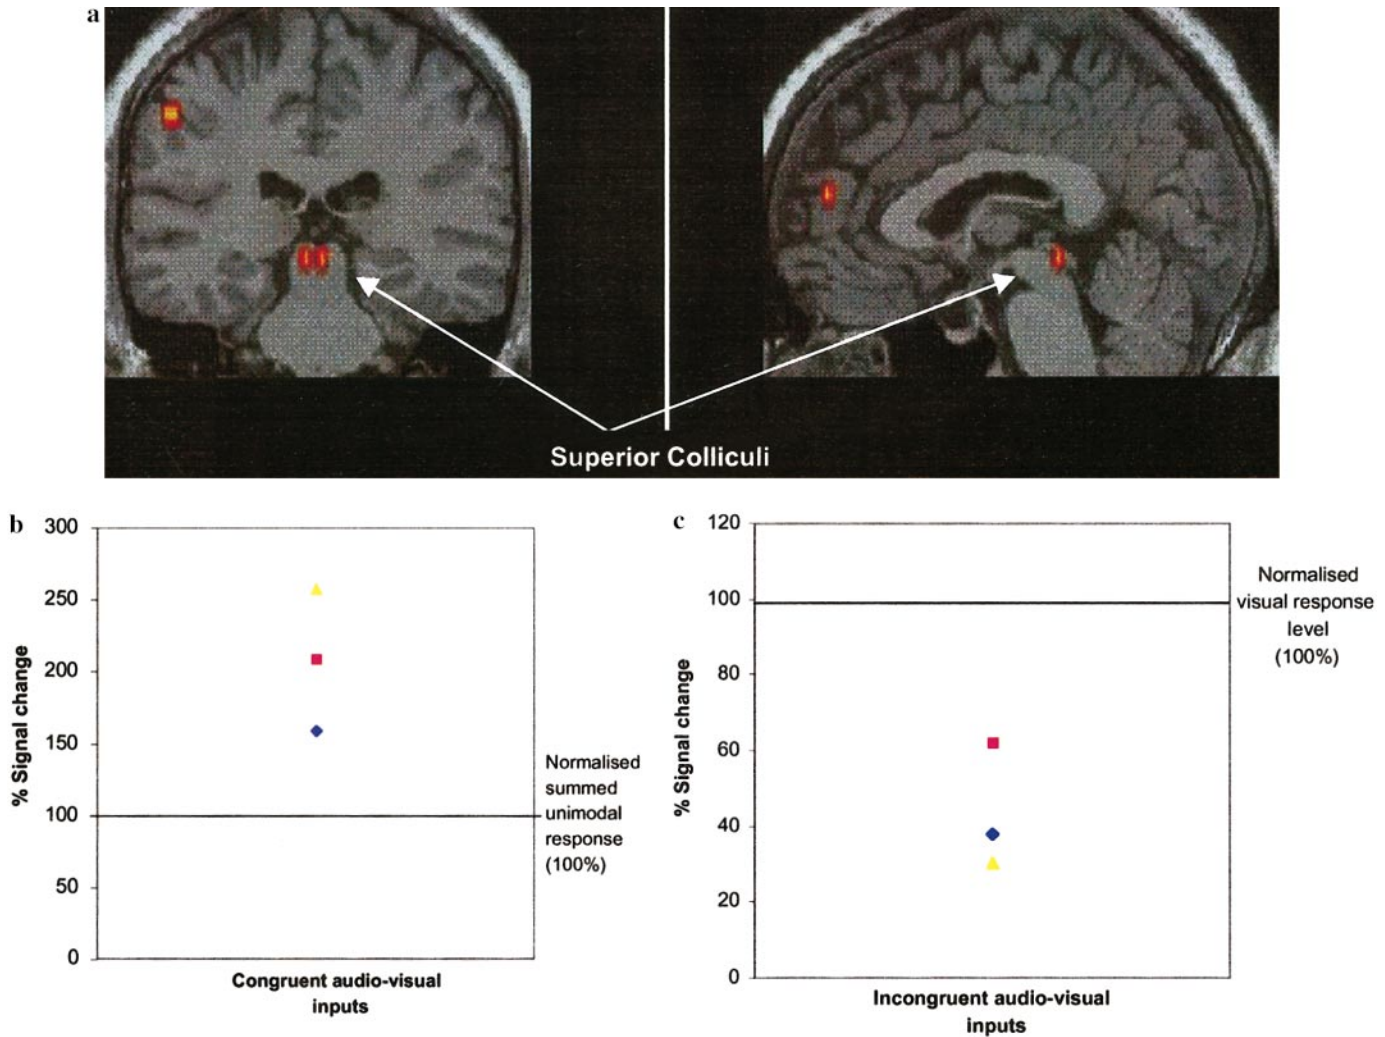 a
Superior Colliculi
b
300
250
200
150
100
50
0
% Signal change
Normalised
summed
unimodal
response
(100%)
Congruent audio-visual
inputs
c
120
100
80
60
40
20
0
% Signal change
Normalised
visual response
level
(100%)
Incongruent audio-visual
inputs